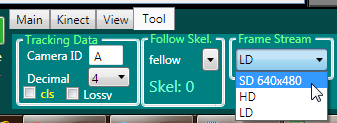 Main Kinect View Tool
Tracking Data Follow Skel. Frame Stream
Camera ID A fellow LD
Decimal 4 Skel: 0 SD 640x480
cls Lossy HD
LD